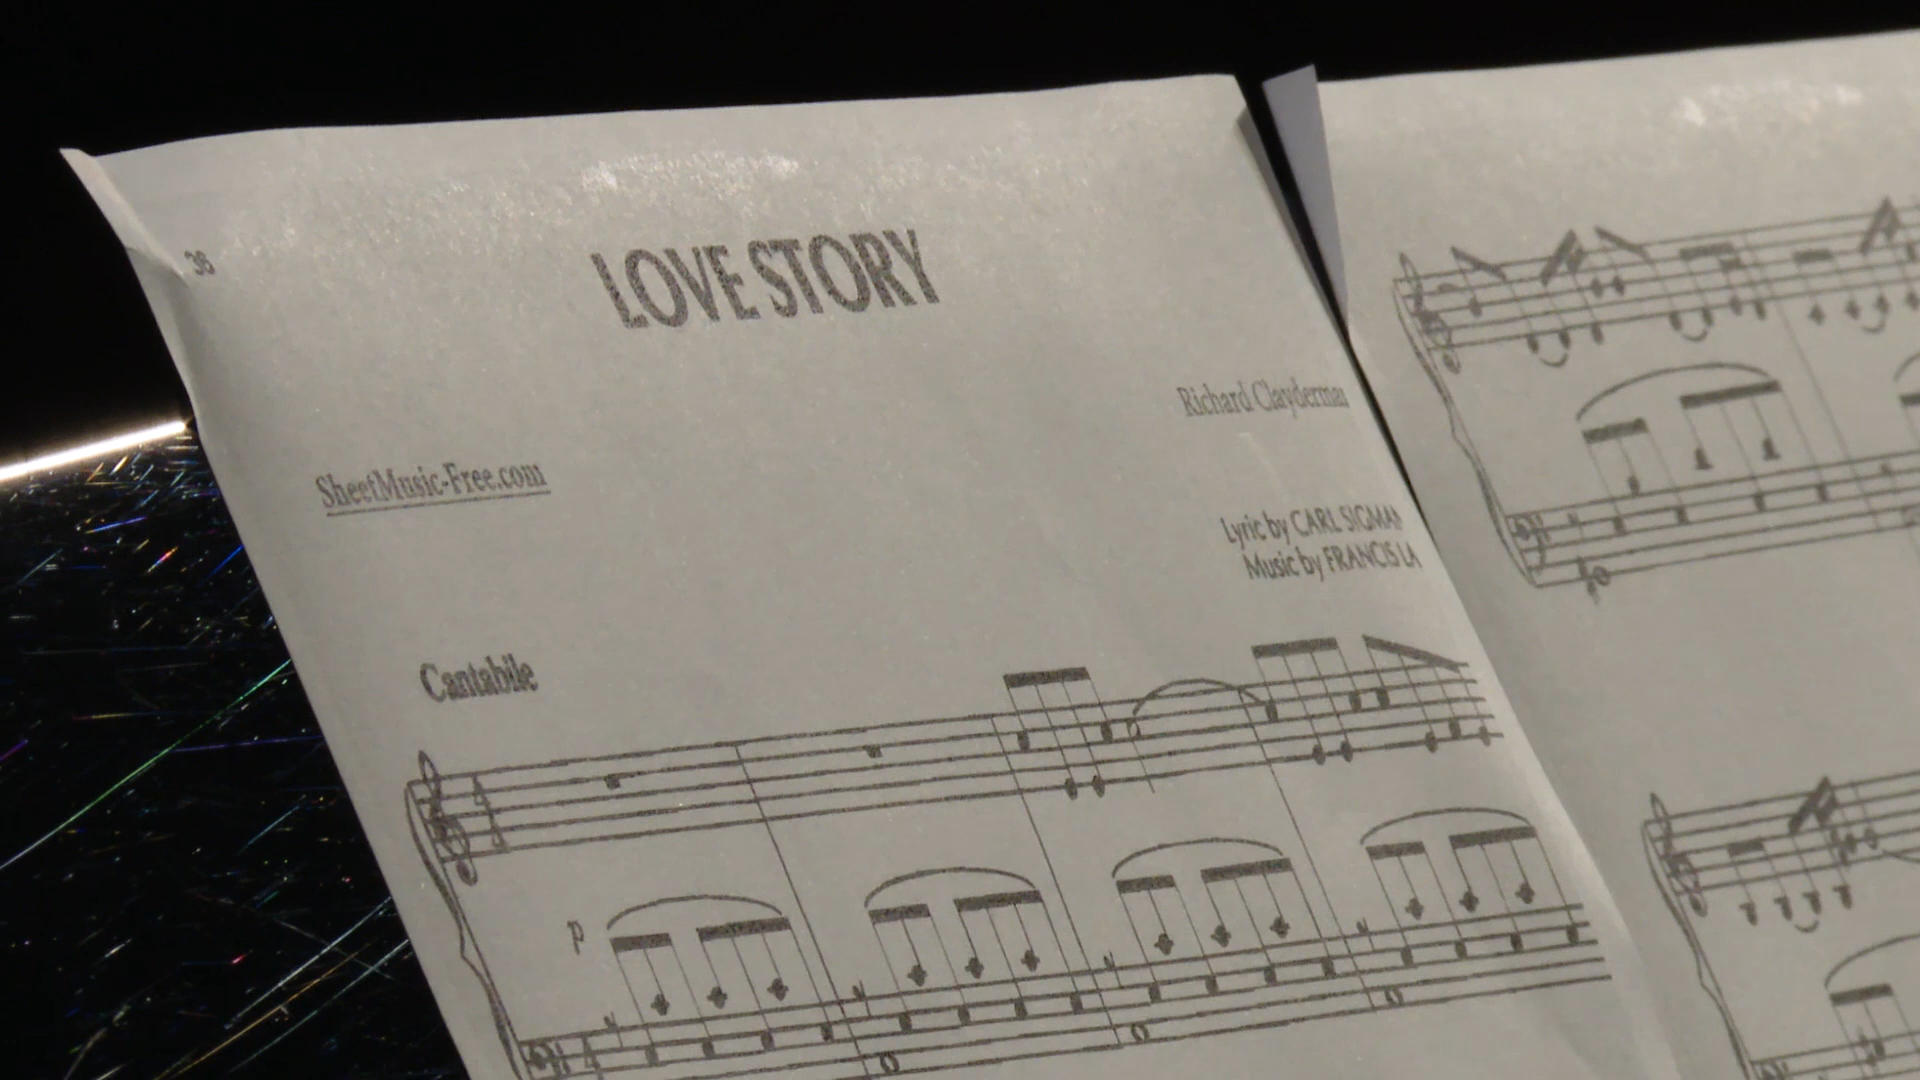 36
LOVE STORY
Richard Clayderman
SheetMusic-Free.com
Lyric by CARL SIGMAN
Music by FRANCIS LA
Cantabile
P